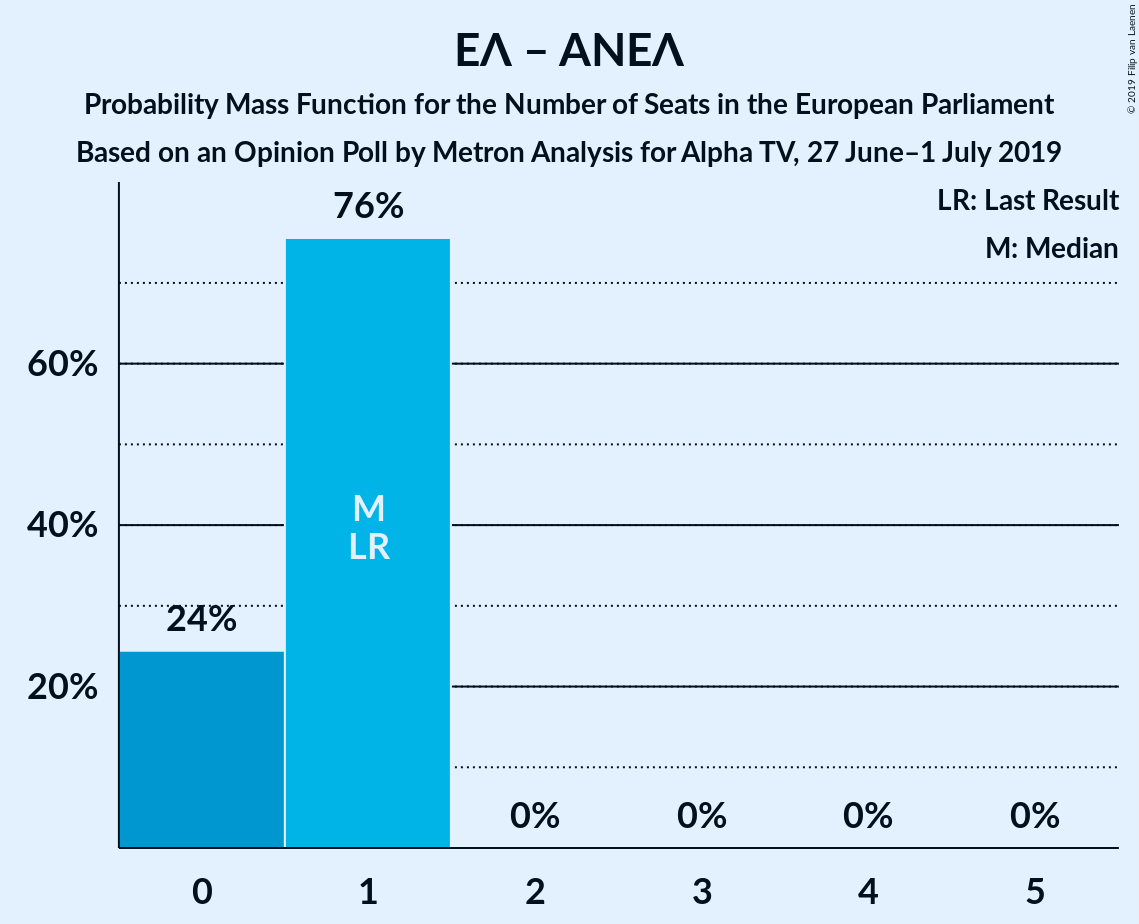 ΕΛ – ΑΝΕΛ
Probability Mass Function for the Number of Seats in the European Parliament
Based on an Opinion Poll by Metron Analysis for Alpha TV, 27 June–1 July 2019
© 2019 Filip van Laenen
LR: Last Result
M: Median
76%
60%
M
40%
LR
24%
20%
0% 0% 0% 0%
0 1 2 3 4 5